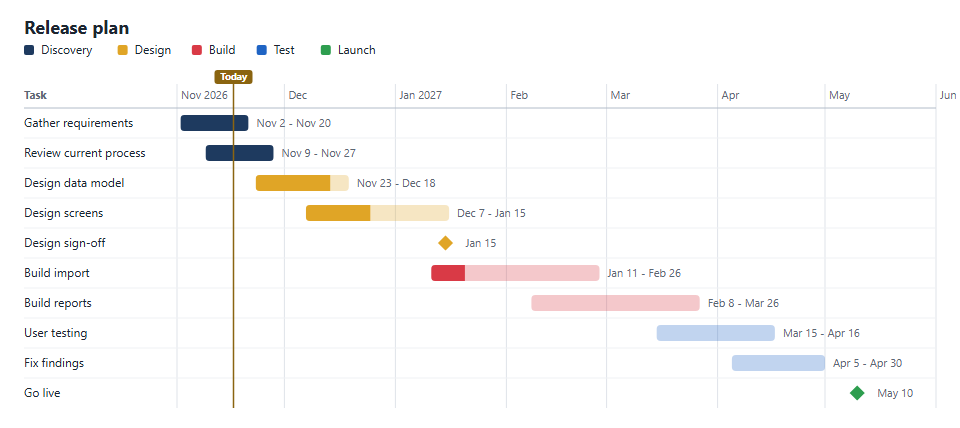 Release plan
Discovery Design Build Test Launch
Today
Task Nov 2026 Dec Jan 2027 Feb Mar Apr May Jun
Gather requirements Nov 2 - Nov 20
Review current process Nov 9 - Nov 27
Design data model Nov 23 - Dec 18
Design screens Dec 7 - Jan 15
Design sign-off Jan 15
Build import Jan 11 - Feb 26
Build reports Feb 8 - Mar 26
User testing Mar 15 - Apr 16
Fix findings Apr 5 - Apr 30
Go live May 10